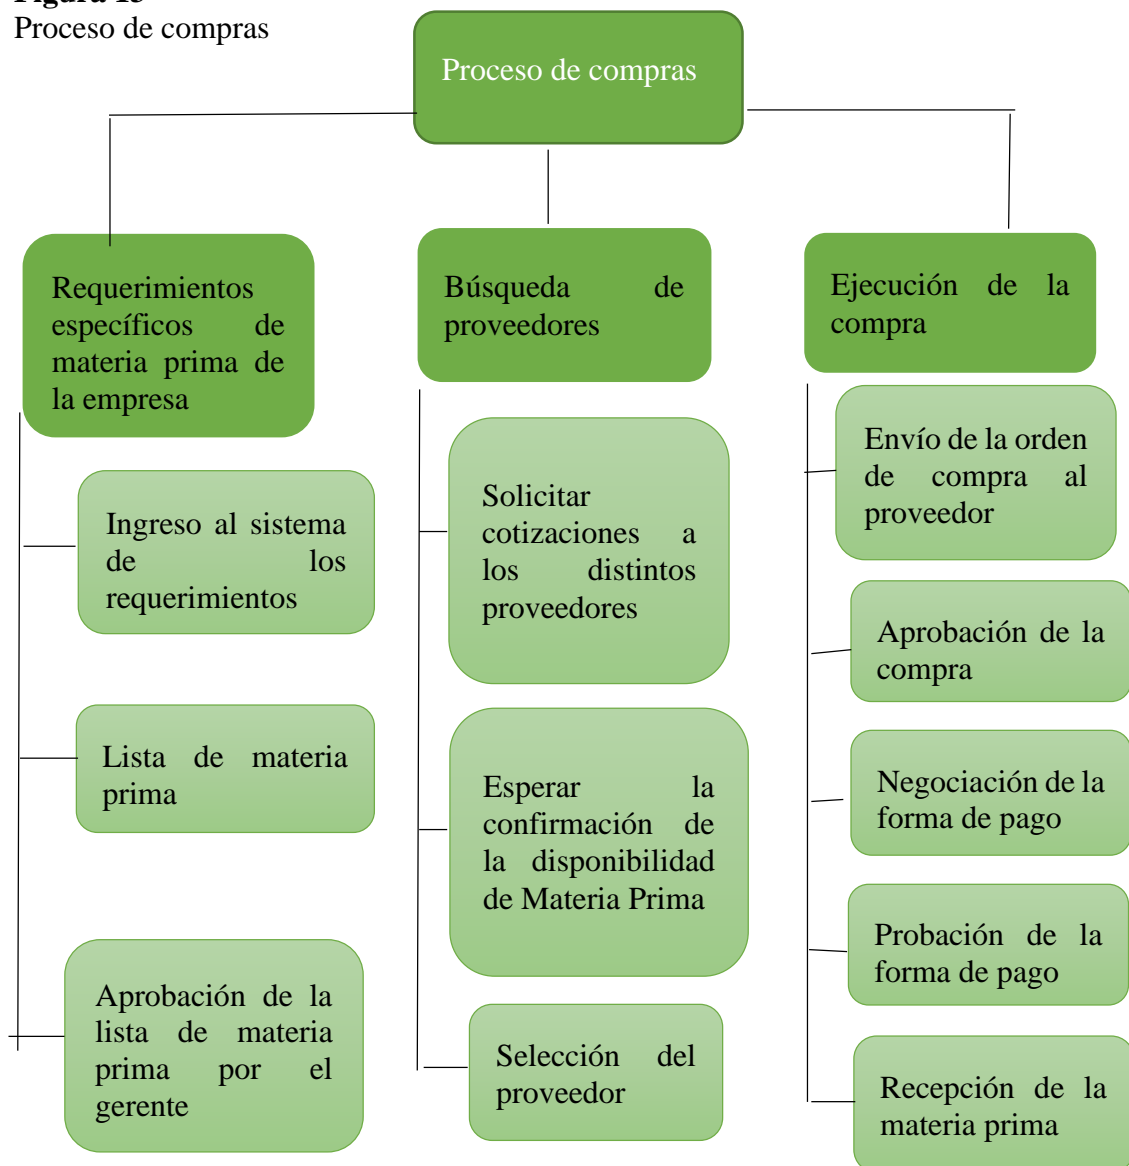 Proceso de compras
Proceso de compras
Requerimientos
específicos de
materia prima de
la empresa
Ingreso al sistema
de los
requerimientos
Lista de materia
prima
Aprobación de la
lista de materia
prima por el
gerente
Búsqueda de
proveedores
Solicitar
cotizaciones a
los distintos
proveedores
Esperar la
confirmación de
la disponibilidad
de Materia Prima
Selección del
proveedor
Ejecución de la
compra
Envío de la orden
de compra al
proveedor
Aprobación de la
compra
Negociación de la
forma de pago
Probación de la
forma de pago
Recepción de la
materia prima